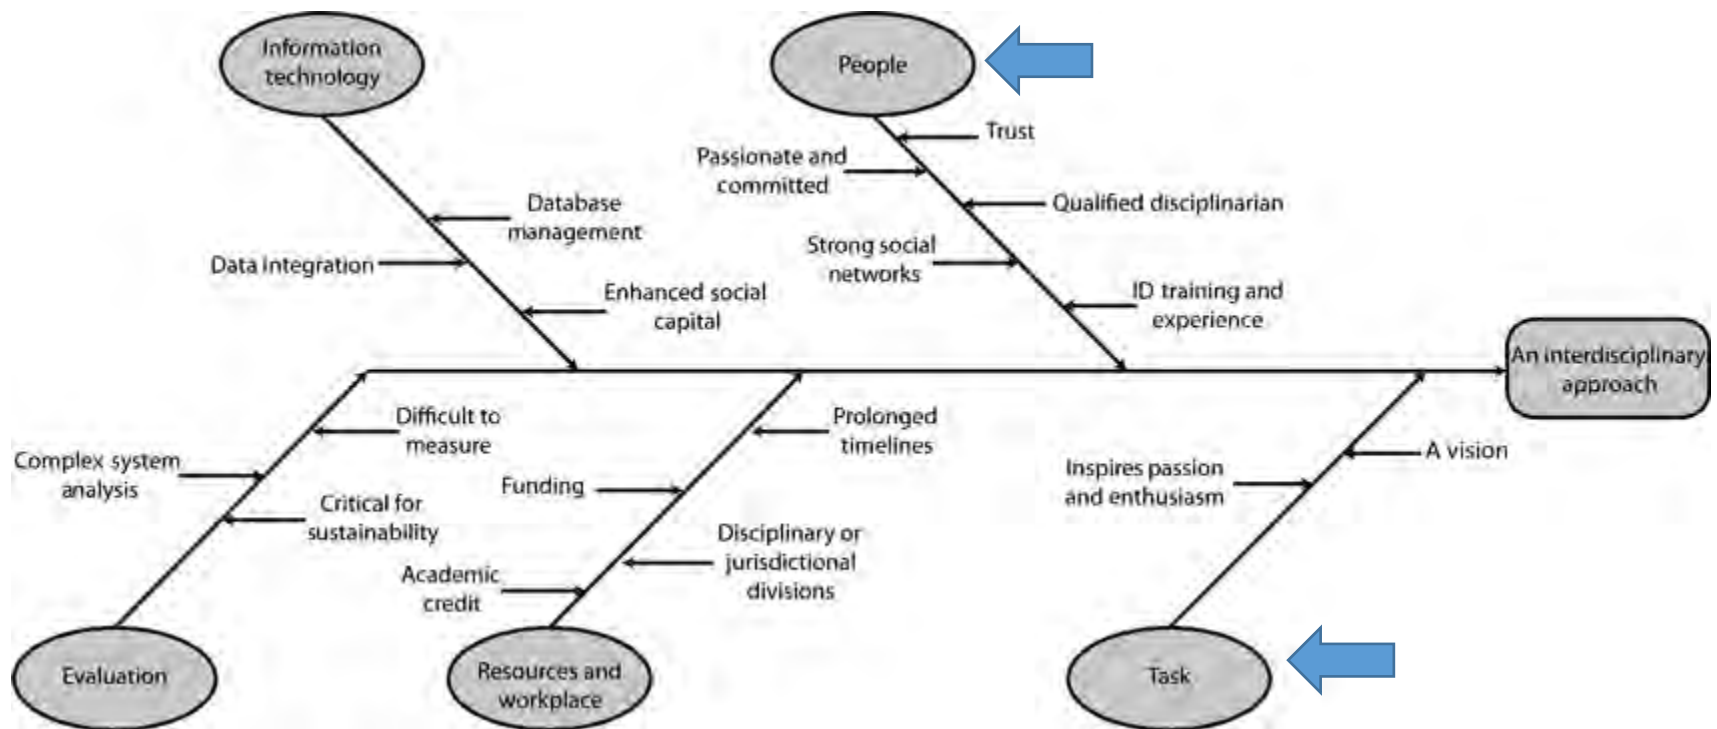 Information
technology
People
Trust
Passionate and
committed
Database
management
Qualified disciplinarian
Data integration
Strong social
networks
Enhanced social
capital
ID training and
experience
An interdisciplinary
approach
Difficult to
measure
Prolonged
timelines
Complex system
analysis
Funding
Inspires passion
and enthusiasm
A vision
Critical for
sustainability
Disciplinary or
jurisdictional
divisions
Academic
credit
Evaluation
Resources and
workplace
Task